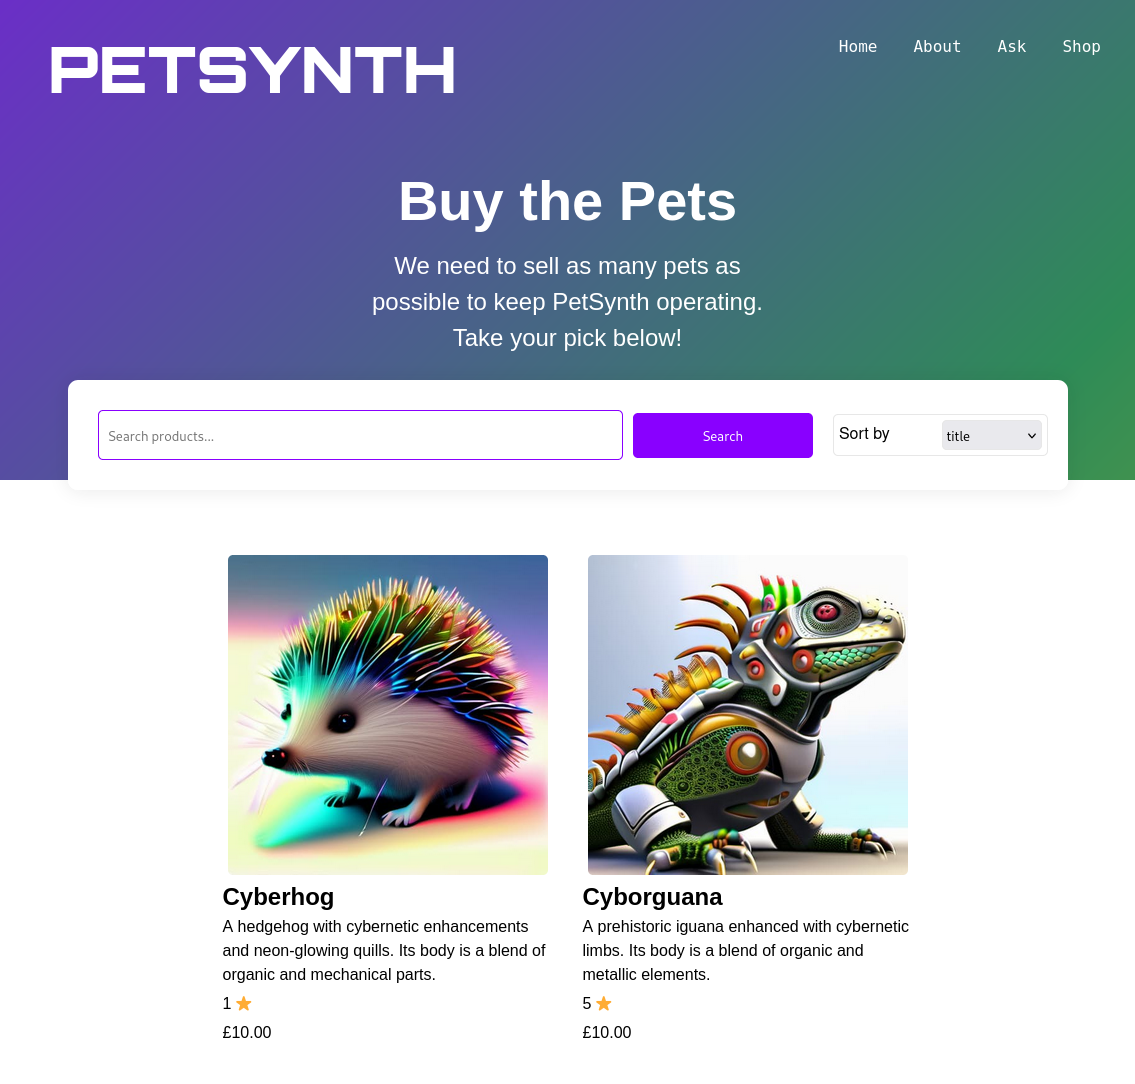 PETSYNTH
Home About Ask Shop
Buy the Pets
We need to sell as many pets as
possible to keep PetSynth operating.
Take your pick below!
Search products...
Search
Sort by
title
Cyberhog
A hedgehog with cybernetic enhancements
and neon-glowing quills. Its body is a blend of
organic and mechanical parts.
1
£10.00
Cyborguana
A prehistoric iguana enhanced with cybernetic
limbs. Its body is a blend of organic and
metallic elements.
5
£10.00